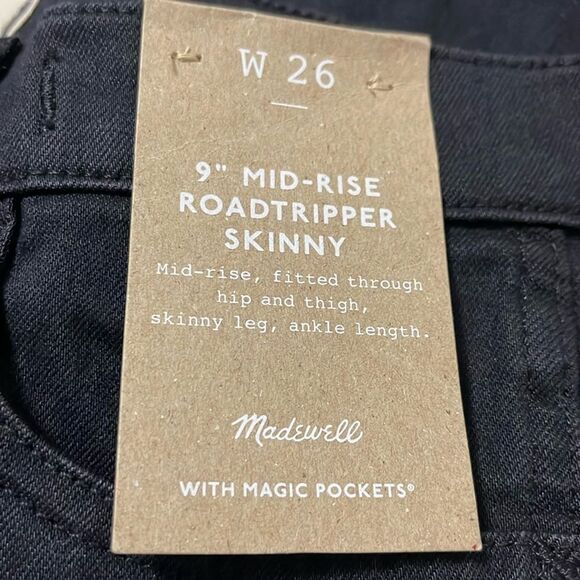 W 26
9" MID-RISE
ROADTRIPPER
SKINNY
Mid-rise, fitted through
hip and thigh,
skinny leg, ankle length.
Madewell
WITH MAGIC POCKETS®